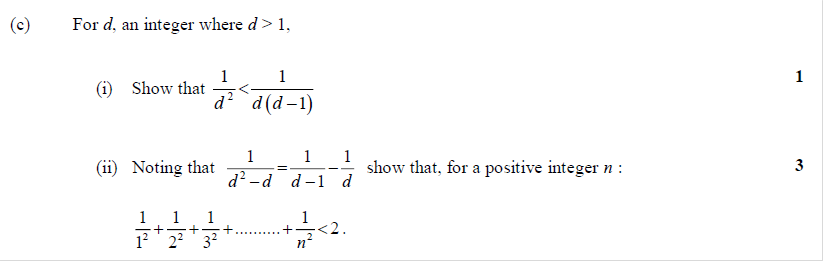 (c) For d, an integer where d > 1,
(i) Show that 1/d² < 1/d(d–1) 1
(ii) Noting that 1/d²–d = 1/d–1 – 1/d show that, for a positive integer n : 3
1/1² + 1/2² + 1/3² + .......... + 1/n² < 2 .